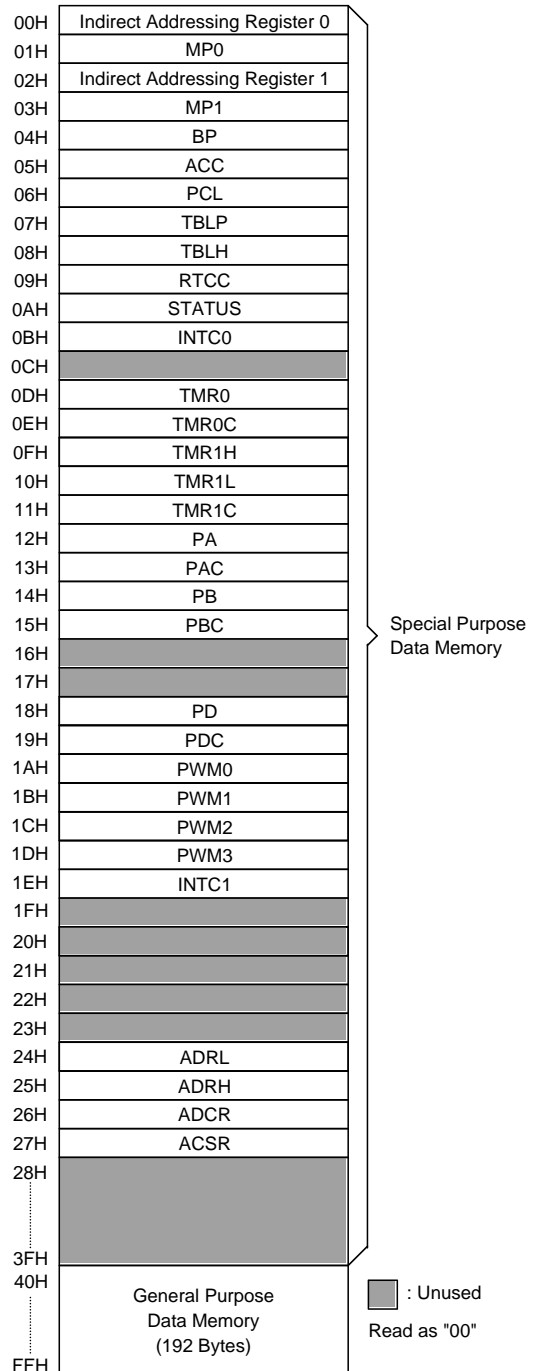 00H Indirect Addressing Register 0
01H MP0
02H Indirect Addressing Register 1
03H MP1
04H BP
05H ACC
06H PCL
07H TBLP
08H TBLH
09H RTCC
0AH STATUS
0BH INTC0
0CH
0DH TMR0
0EH TMR0C
0FH TMR1H
10H TMR1L
11H TMR1C
12H PA
13H PAC
14H PB
15H PBC
16H
17H
18H PD
19H PDC
1AH PWM0
1BH PWM1
1CH PWM2
1DH PWM3
1EH INTC1
1FH
20H
21H
22H
23H
24H ADRL
25H ADRH
26H ADCR
27H ACSR
28H
3FH
Special Purpose
Data Memory
40H
General Purpose
Data Memory
(192 Bytes)
FFH
: Unused
Read as "00"